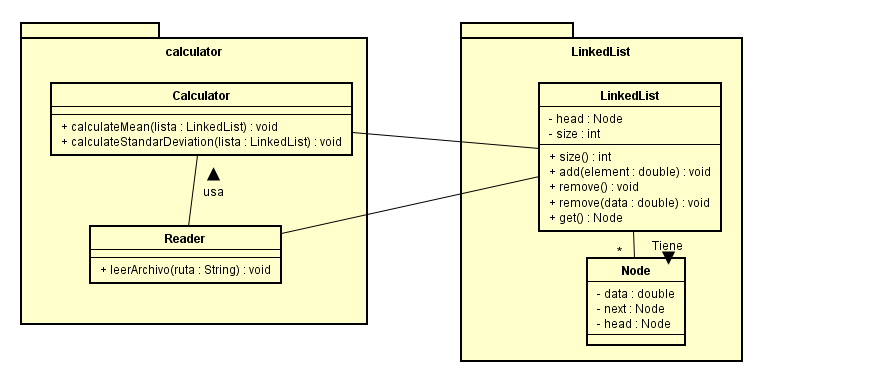 calculator
Calculator
+ calculateMean(lista : LinkedList) : void
+ calculateStandarDeviation(lista : LinkedList) : void
usa
Reader
+ leerArchivo(ruta : String) : void
LinkedList
LinkedList
- head : Node
- size : int
+ size() : int
+ add(element : double) : void
+ remove() : void
+ remove(data : double) : void
+ get() : Node
* Tiene
Node
- data : double
- next : Node
- head : Node